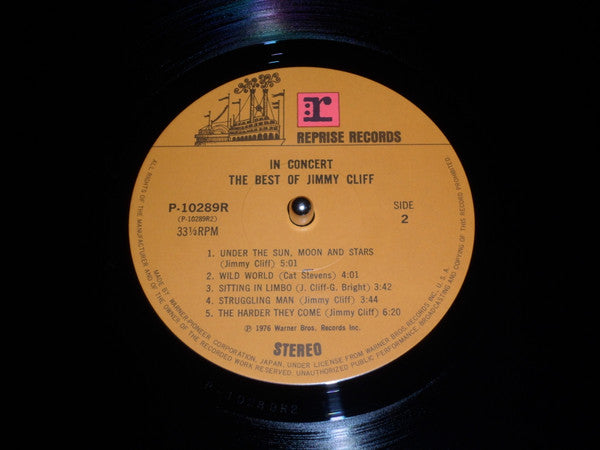 r
REPRISE RECORDS
IN CONCERT
THE BEST OF JIMMY CLIFF
P-10289R
(P-10289R2)
33⅓RPM
SIDE
2
1. UNDER THE SUN, MOON AND STARS
(Jimmy Cliff) 5:01
2. WILD WORLD (Cat Stevens) 4:01
3. SITTING IN LIMBO (J. Cliff-G. Bright) 3:42
4. STRUGGLING MAN (Jimmy Cliff) 3:44
5. THE HARDER THEY COME (Jimmy Cliff) 6:20
℗ 1976 Warner Bros. Records Inc.
STEREO
ALL RIGHTS OF THE MANUFACTURER AND OF THE OWNER OF THE RECORDED WORK RESERVED. UNAUTHORIZED PUBLIC PERFORMANCE, BROADCASTING AND COPYING OF THIS RECORD PROHIBITED.
MADE BY WARNER-PIONEER CORPORATION, JAPAN, UNDER LICENSE FROM WARNER BROS. RECORDS INC., U. S. A.
P-10289R2